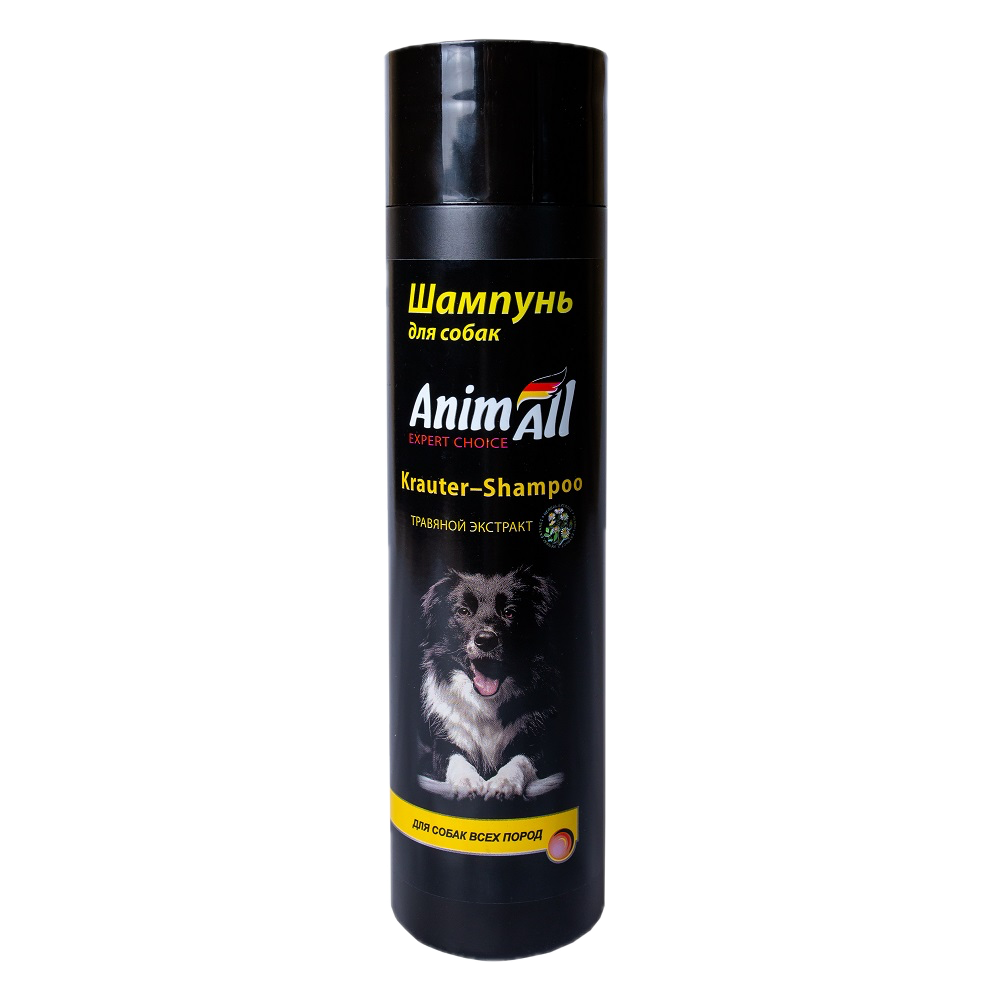 Шампунь
для собак
AnimAll
EXPERT CHOICE
Krauter–Shampoo
ТРАВЯНОЙ ЭКСТРАКТ
ДЛЯ СОБАК ВСЕХ ПОРОД